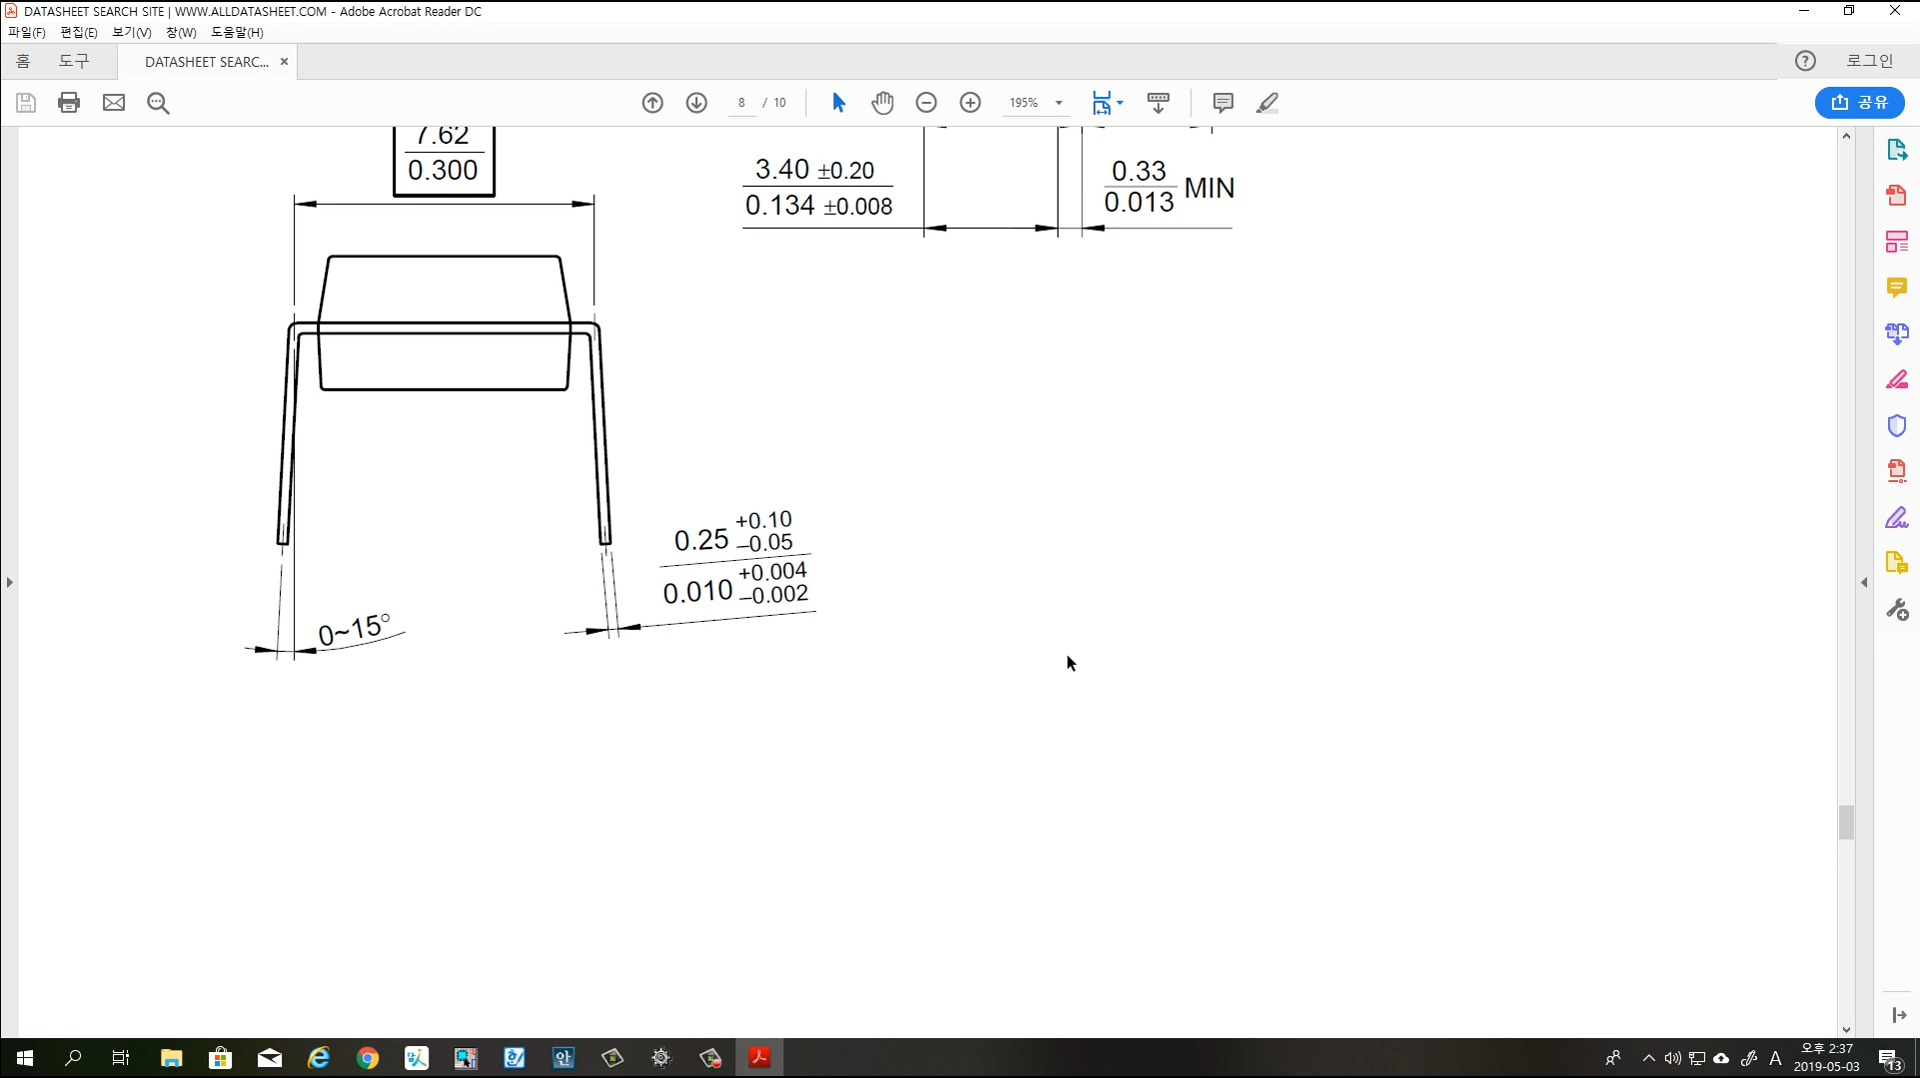 DATASHEET SEARCH SITE | WWW.ALLDATASHEET.COM - Adobe Acrobat Reader DC
파일(F) 편집(E) 보기(V) 창(W) 도움말(H)
홈 도구 DATASHEET SEARC... × 로그인
8 / 10 195% 공유
7.62
0.300
3.40 ±0.20
0.134 ±0.008
0.33
0.013 MIN
0.25 +0.10 –0.05
0.010 +0.004 –0.002
0~15°
오후 2:37
2019-05-03
13
A
안